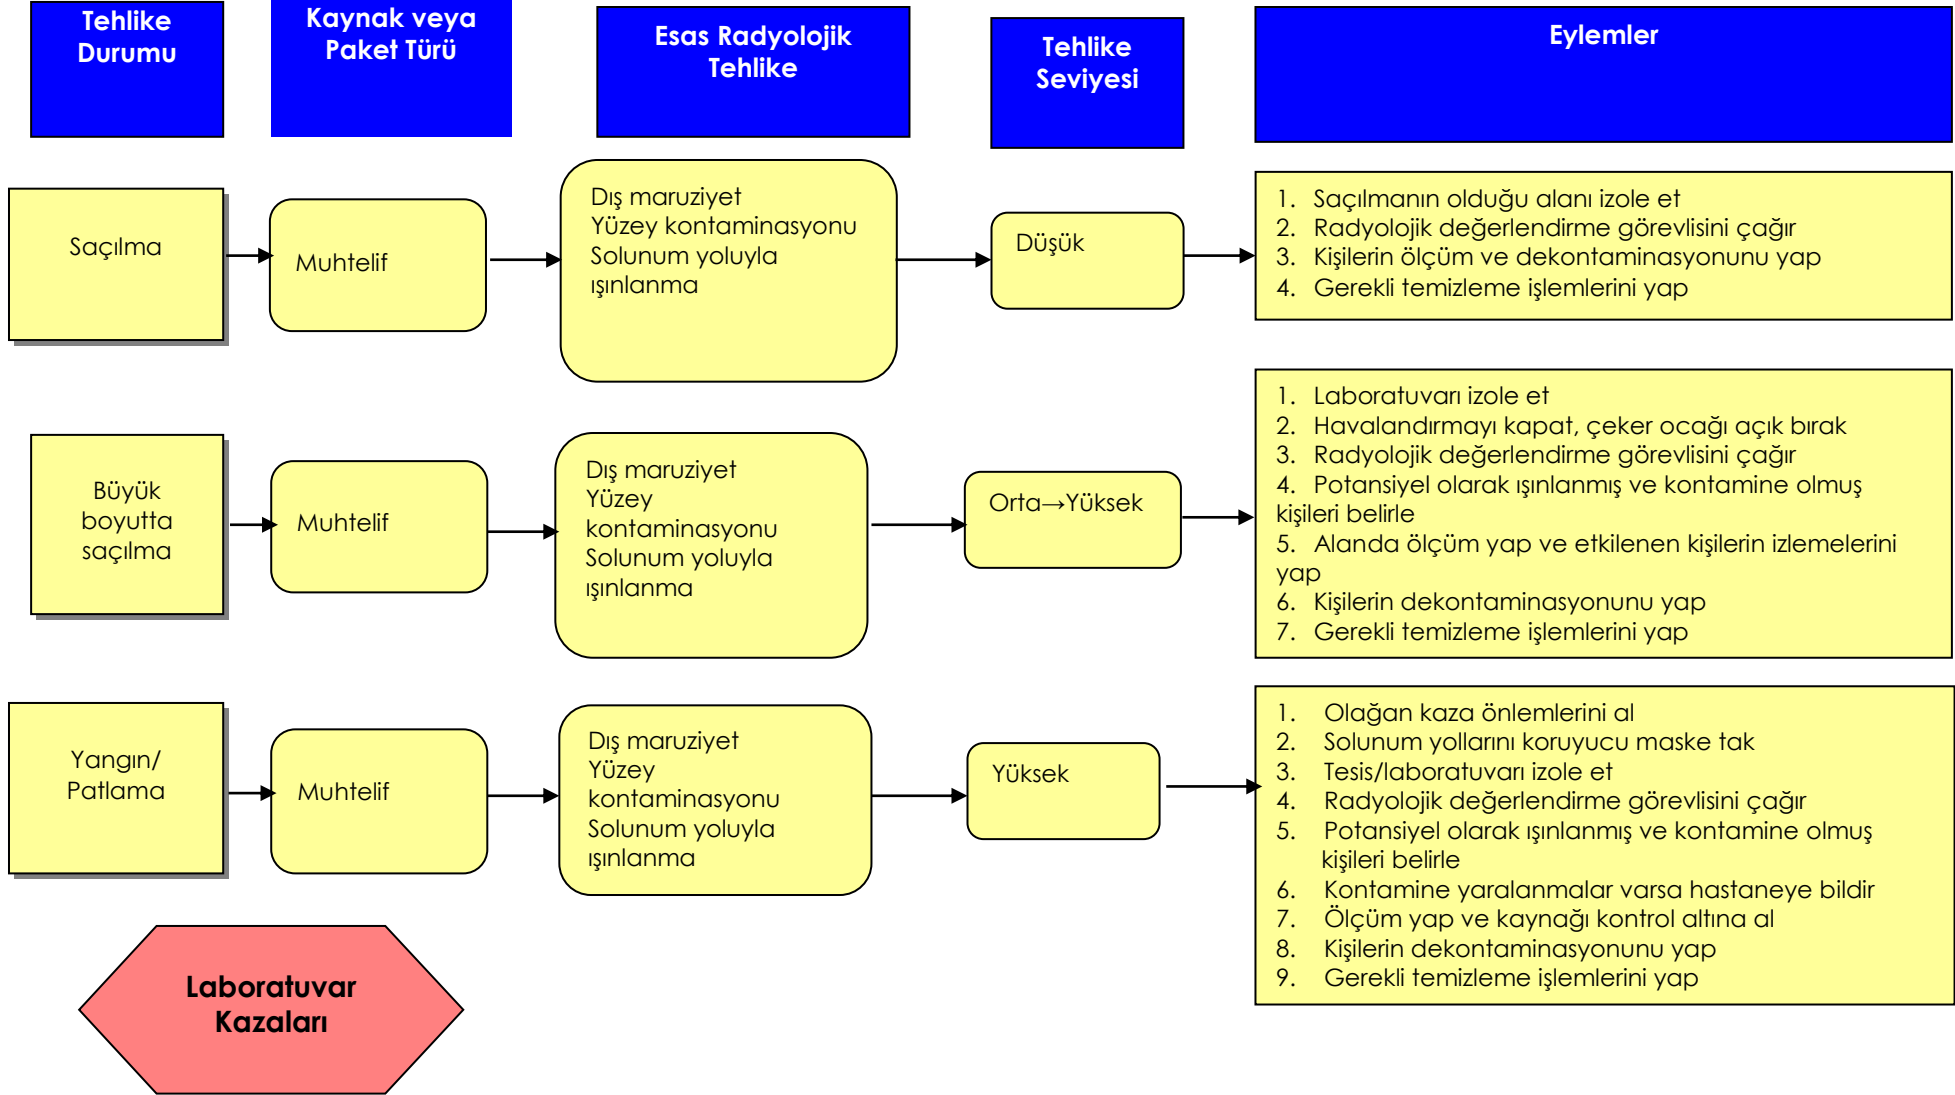 Tehlike
Durumu
Kaynak veya
Paket Türü
Esas Radyolojik
Tehlike
Tehlike
Seviyesi
Eylemler
Saçılma
Muhtelif
Dış maruziyet
Yüzey kontaminasyonu
Solunum yoluyla
ışınlanma
Düşük
1. Saçılmanın olduğu alanı izole et
2. Radyolojik değerlendirme görevlisini çağır
3. Kişilerin ölçüm ve dekontaminasyonunu yap
4. Gerekli temizleme işlemlerini yap
Büyük
boyutta
saçılma
Muhtelif
Dış maruziyet
Yüzey
kontaminasyonu
Solunum yoluyla
ışınlanma
Orta→Yüksek
1. Laboratuvarı izole et
2. Havalandırmayı kapat, çeker ocağı açık bırak
3. Radyolojik değerlendirme görevlisini çağır
4. Potansiyel olarak ışınlanmış ve kontamine olmuş
kişileri belirle
5. Alanda ölçüm yap ve etkilenen kişilerin izlemelerini
yap
6. Kişilerin dekontaminasyonunu yap
7. Gerekli temizleme işlemlerini yap
Yangın/
Patlama
Muhtelif
Dış maruziyet
Yüzey
kontaminasyonu
Solunum yoluyla
ışınlanma
Yüksek
1. Olağan kaza önlemlerini al
2. Solunum yollarını koruyucu maske tak
3. Tesis/laboratuvarı izole et
4. Radyolojik değerlendirme görevlisini çağır
5. Potansiyel olarak ışınlanmış ve kontamine olmuş
kişileri belirle
6. Kontamine yaralanmalar varsa hastaneye bildir
7. Ölçüm yap ve kaynağı kontrol altına al
8. Kişilerin dekontaminasyonunu yap
9. Gerekli temizleme işlemlerini yap
Laboratuvar
Kazaları